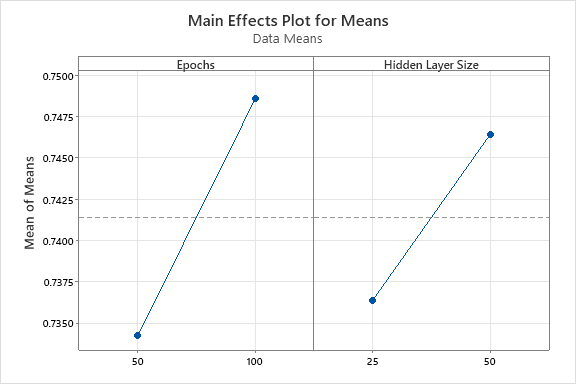 Main Effects Plot for Means
Data Means
Epochs Hidden Layer Size
Mean of Means
0.7500
0.7475
0.7450
0.7425
0.7400
0.7375
0.7350
50 100 25 50